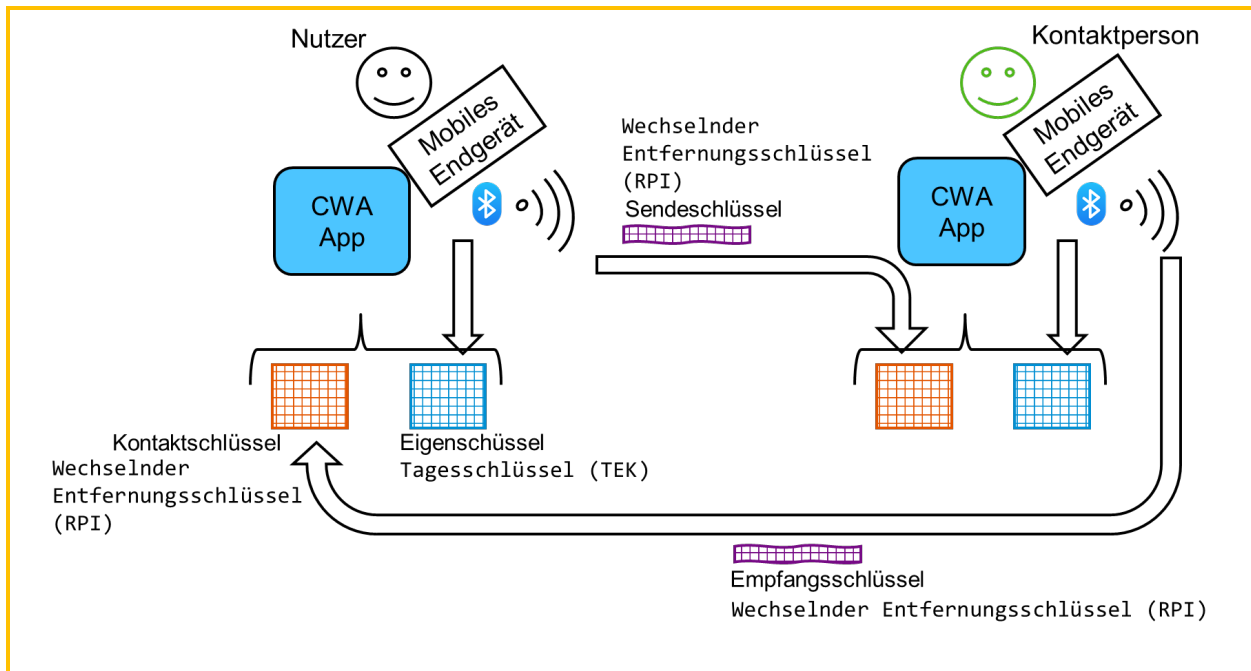 Nutzer
Mobiles
Endgerät
CWA
App
Wechselnder
Entfernungsschlüssel
(RPI)
Sendeschlüssel
Kontaktperson
Mobiles
Endgerät
CWA
App
Kontaktschlüssel
Wechselnder
Entfernungsschlüssel
(RPI)
Eigenschüssel
Tagesschlüssel (TEK)
Empfangsschlüssel
Wechselnder Entfernungsschlüssel (RPI)